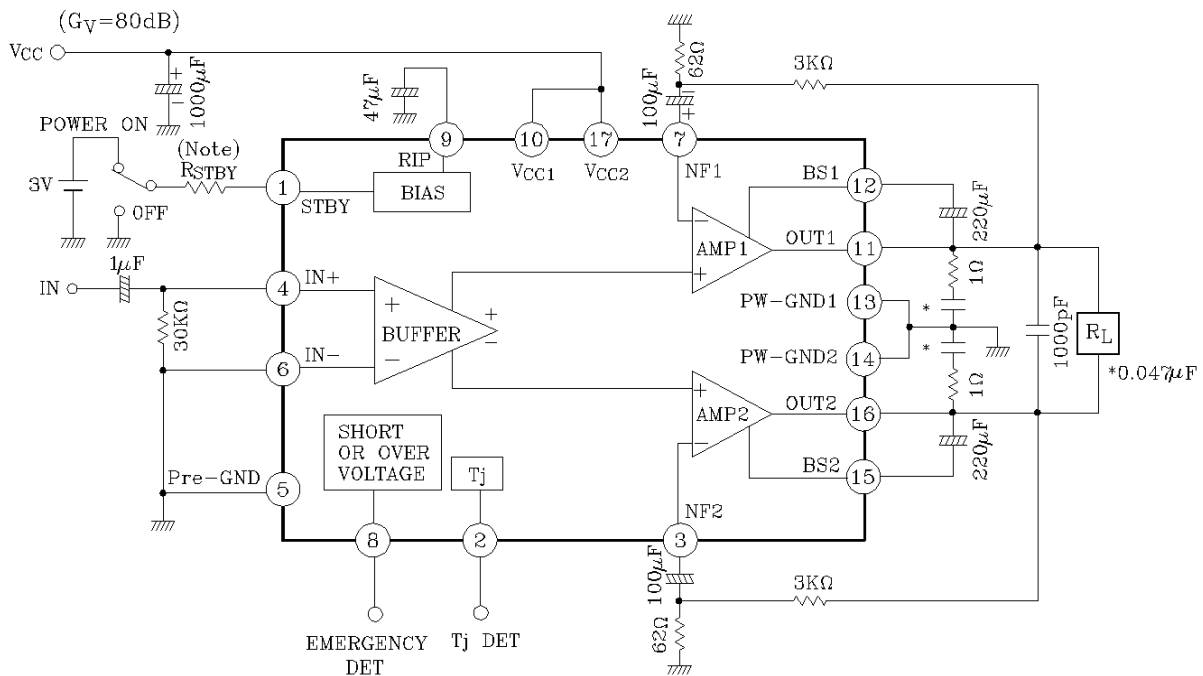 (GV=80dB)
VCC
1000μF
+
−
47μF
62Ω
100μF
−
+
3KΩ
POWER ON
3V
(Note)
RSTBY
OFF
1
STBY
RIP
9
BIAS
10
VCC1
17
VCC2
7
NF1
BS1
12
220μF
AMP1
−
+
OUT1
11
1Ω
1μF
IN
30KΩ
4
IN+
+
BUFFER
−
+
−
6
IN-
PW-GND1
13
*
*
PW-GND2
14
1000pF
RL
*0.047μF
1Ω
+
AMP2
−
OUT2
16
220μF
BS2
15
SHORT
OR OVER
VOLTAGE
Tj
Pre-GND
5
NF2
8
2
3
100μF
62Ω
3KΩ
EMERGENCY
DET
Tj DET